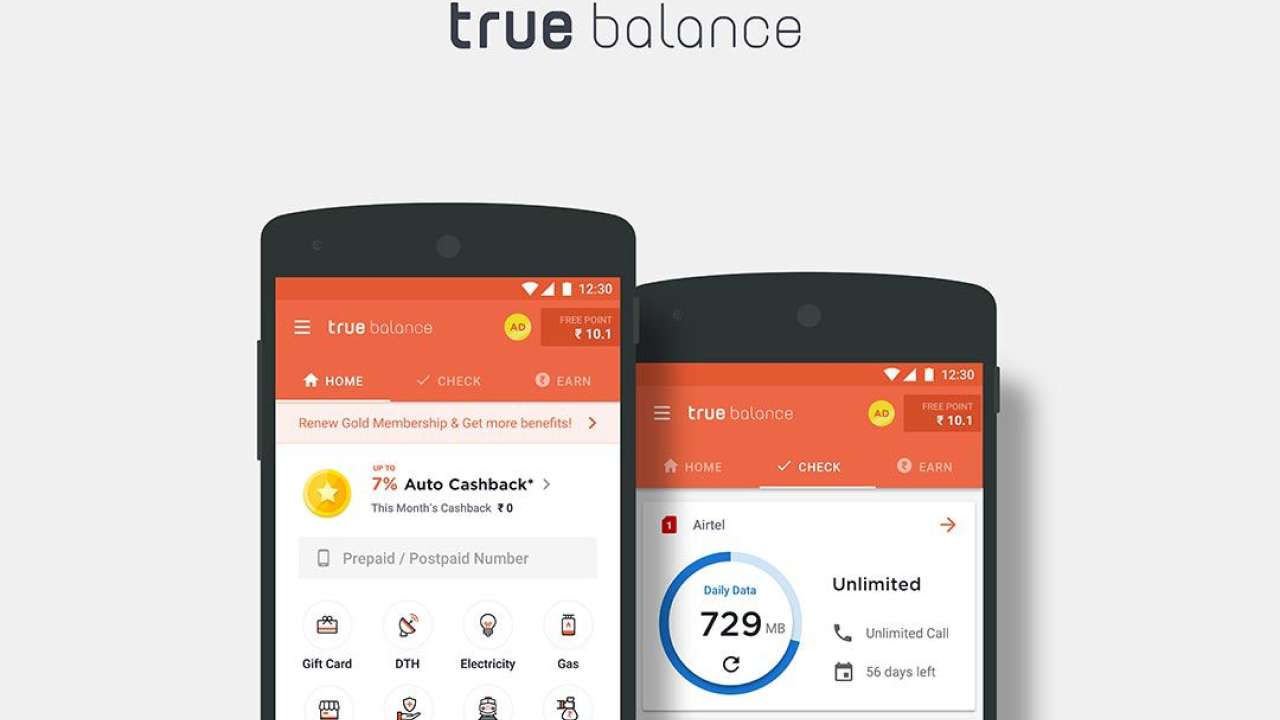 true balance
12:30
true balance
AD
FREE POINT
₹ 10.1
HOME
CHECK
EARN
Renew Gold Membership & Get more benefits!
UP TO
7% Auto Cashback*
This Month's Cashback ₹ 0
Prepaid / Postpaid Number
Gift Card
DTH
Electricity
Gas
12:30
true balance
AD
FREE POINT
₹ 10.1
HOME
CHECK
EARN
1
Airtel
Daily Data
729 MB
Unlimited
Unlimited Call
56 days left